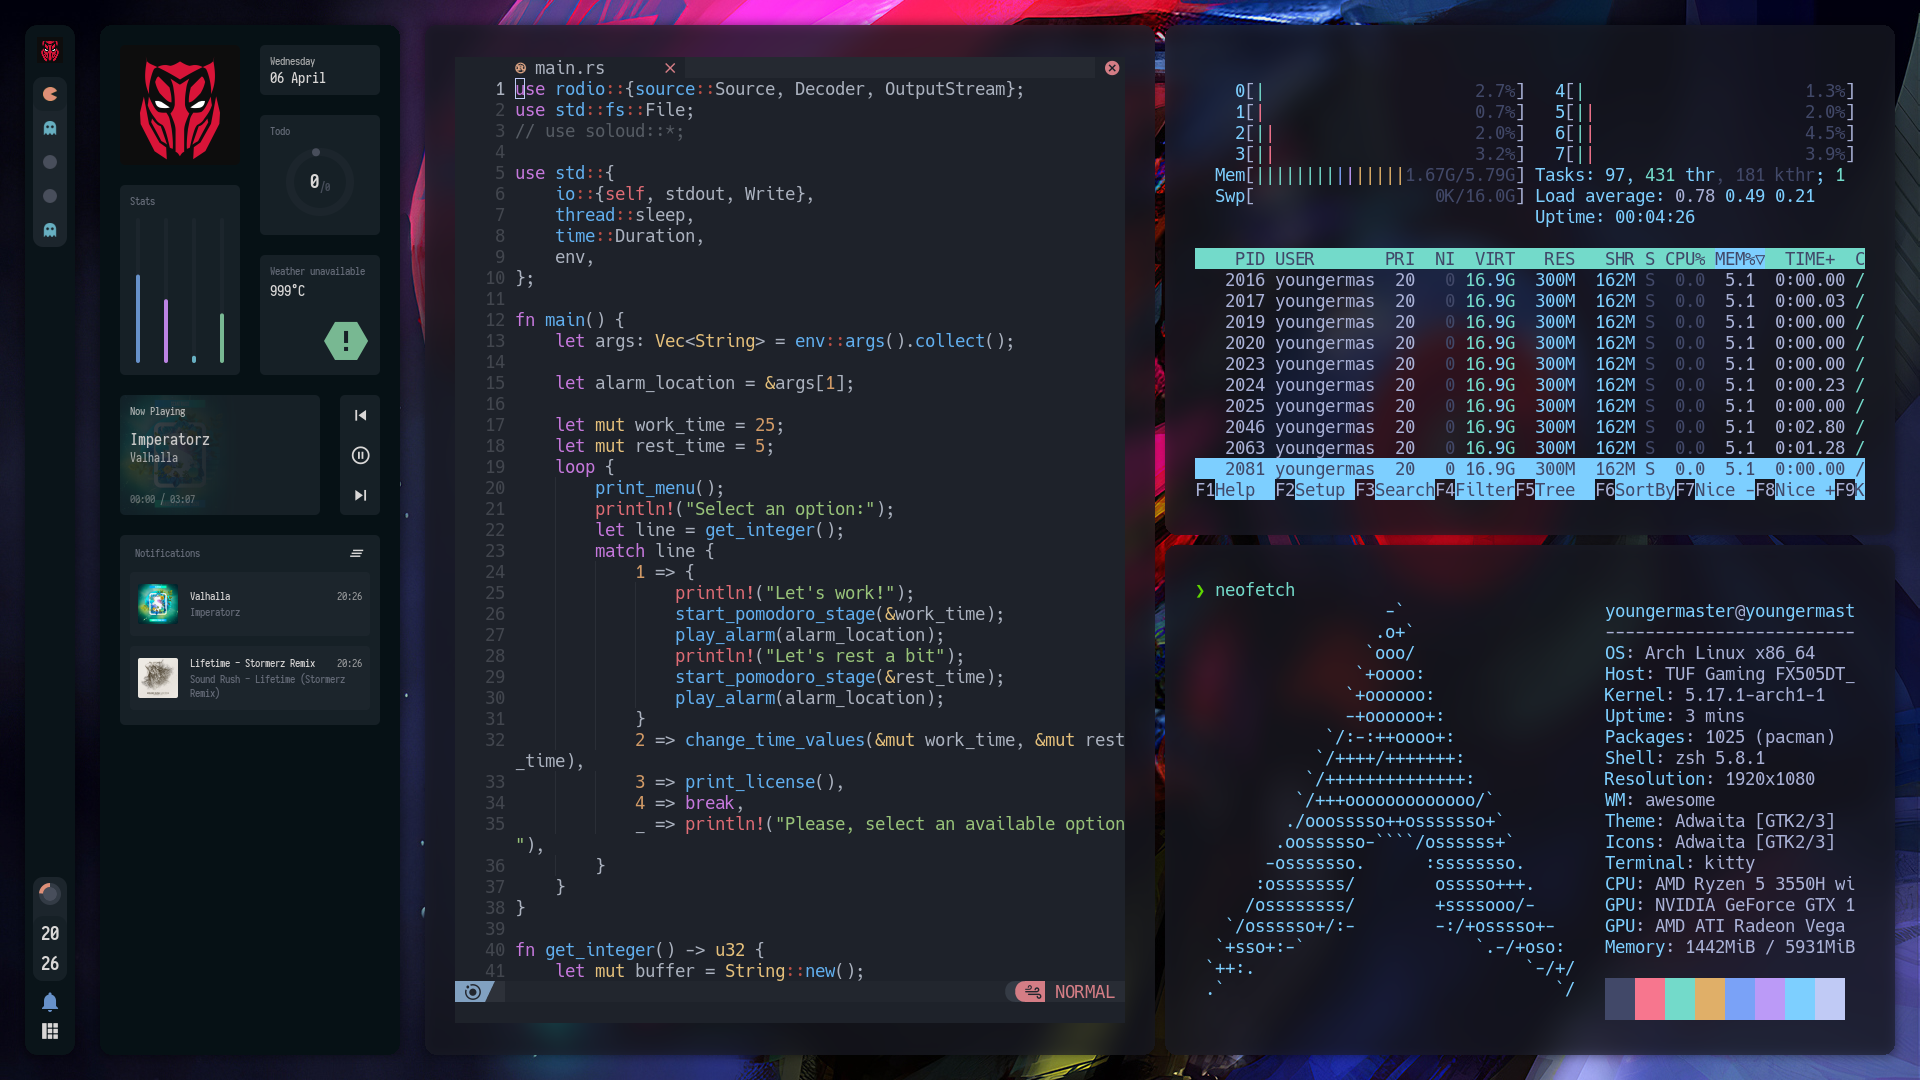 Wednesday
06 April
Todo
0/0
Stats
Weather unavailable
999°C
Now Playing
Imperatorz
Valhalla
00:00 / 03:07
Notifications
Valhalla 20:26
Imperatorz
Lifetime - Stormerz Remix 20:26
Sound Rush - Lifetime (Stormerz
Remix)
20
26
main.rs
1 use rodio::{source::Source, Decoder, OutputStream};
2 use std::fs::File;
3 // use soloud::*;
4
5 use std::{
6     io::{self, stdout, Write},
7     thread::sleep,
8     time::Duration,
9     env,
10 };
11
12 fn main() {
13     let args: Vec<String> = env::args().collect();
14
15     let alarm_location = &args[1];
16
17     let mut work_time = 25;
18     let mut rest_time = 5;
19     loop {
20         print_menu();
21         println!("Select an option:");
22         let line = get_integer();
23         match line {
24             1 => {
25                 println!("Let's work!");
26                 start_pomodoro_stage(&work_time);
27                 play_alarm(alarm_location);
28                 println!("Let's rest a bit");
29                 start_pomodoro_stage(&rest_time);
30                 play_alarm(alarm_location);
31             }
32             2 => change_time_values(&mut work_time, &mut rest
_time),
33             3 => print_license(),
34             4 => break,
35             _ => println!("Please, select an available option
"),
36         }
37     }
38 }
39
40 fn get_integer() -> u32 {
41     let mut buffer = String::new();
NORMAL
0[| 2.7%] 4[| 1.3%]
1[| 0.7%] 5[|| 2.0%]
2[|| 2.0%] 6[|| 4.5%]
3[|| 3.2%] 7[|| 3.9%]
Mem[|||||||||||||||1.67G/5.79G] Tasks: 97, 431 thr, 181 kthr; 1
Swp[ 0K/16.0G] Load average: 0.78 0.49 0.21
Uptime: 00:04:26
PID USER PRI NI VIRT RES SHR S CPU% MEM%▽ TIME+ C
2016 youngermas 20 0 16.9G 300M 162M S 0.0 5.1 0:00.00 /
2017 youngermas 20 0 16.9G 300M 162M S 0.0 5.1 0:00.03 /
2019 youngermas 20 0 16.9G 300M 162M S 0.0 5.1 0:00.00 /
2020 youngermas 20 0 16.9G 300M 162M S 0.0 5.1 0:00.00 /
2023 youngermas 20 0 16.9G 300M 162M S 0.0 5.1 0:00.00 /
2024 youngermas 20 0 16.9G 300M 162M S 0.0 5.1 0:00.23 /
2025 youngermas 20 0 16.9G 300M 162M S 0.0 5.1 0:00.00 /
2046 youngermas 20 0 16.9G 300M 162M S 0.0 5.1 0:02.80 /
2063 youngermas 20 0 16.9G 300M 162M S 0.0 5.1 0:01.28 /
2081 youngermas 20 0 16.9G 300M 162M S 0.0 5.1 0:00.00 /
F1Help F2Setup F3SearchF4FilterF5Tree F6SortByF7Nice -F8Nice +F9K
❯ neofetch
-`
.o+`
`ooo/
`+oooo:
`+oooooo:
-+oooooo+:
`/:-:++oooo+:
`/++++/+++++++:
`/++++++++++++++:
`/+++ooooooooooooo/`
./ooosssso++osssssso+`
.oossssso-````/ossssss+`
-osssssso. :ssssssso.
:osssssss/ osssso+++.
/ossssssss/ +ssssooo/-
`/ossssso+/:- -:/+osssso+-
`+sso+:-` `.-/+oso:
`++:. `-/+/
.` `/
youngermaster@youngermast
-------------------------
OS: Arch Linux x86_64
Host: TUF Gaming FX505DT_
Kernel: 5.17.1-arch1-1
Uptime: 3 mins
Packages: 1025 (pacman)
Shell: zsh 5.8.1
Resolution: 1920x1080
WM: awesome
Theme: Adwaita [GTK2/3]
Icons: Adwaita [GTK2/3]
Terminal: kitty
CPU: AMD Ryzen 5 3550H wi
GPU: NVIDIA GeForce GTX 1
GPU: AMD ATI Radeon Vega
Memory: 1442MiB / 5931MiB